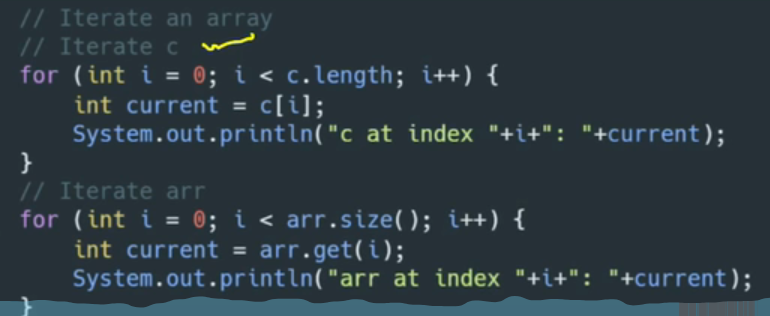 // Iterate an array
// Iterate c
for (int i = 0; i < c.length; i++) {
    int current = c[i];
    System.out.println("c at index "+i+": "+current);
}
// Iterate arr
for (int i = 0; i < arr.size(); i++) {
    int current = arr.get(i);
    System.out.println("arr at index "+i+": "+current);
}